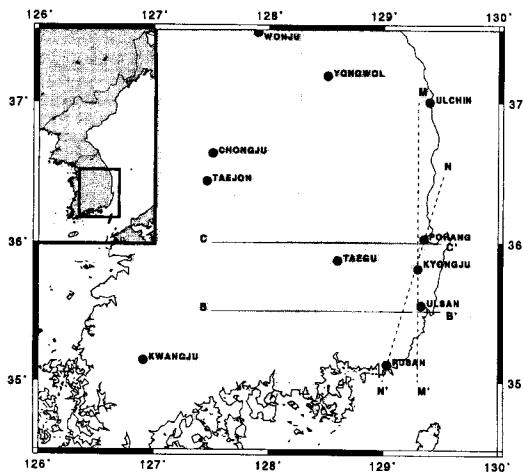 126° 127° 128° 129° 130°
WONJU
YONGWOL
37° M ULCHIN 37°
CHONGJU
N
TAEJON
POHANG
36° C C' 36°
TAEGU KYONGJU
ULSAN
B B'
KWANGJU PUSAN
35° 35°
N' M'
126° 127° 128° 129° 130°